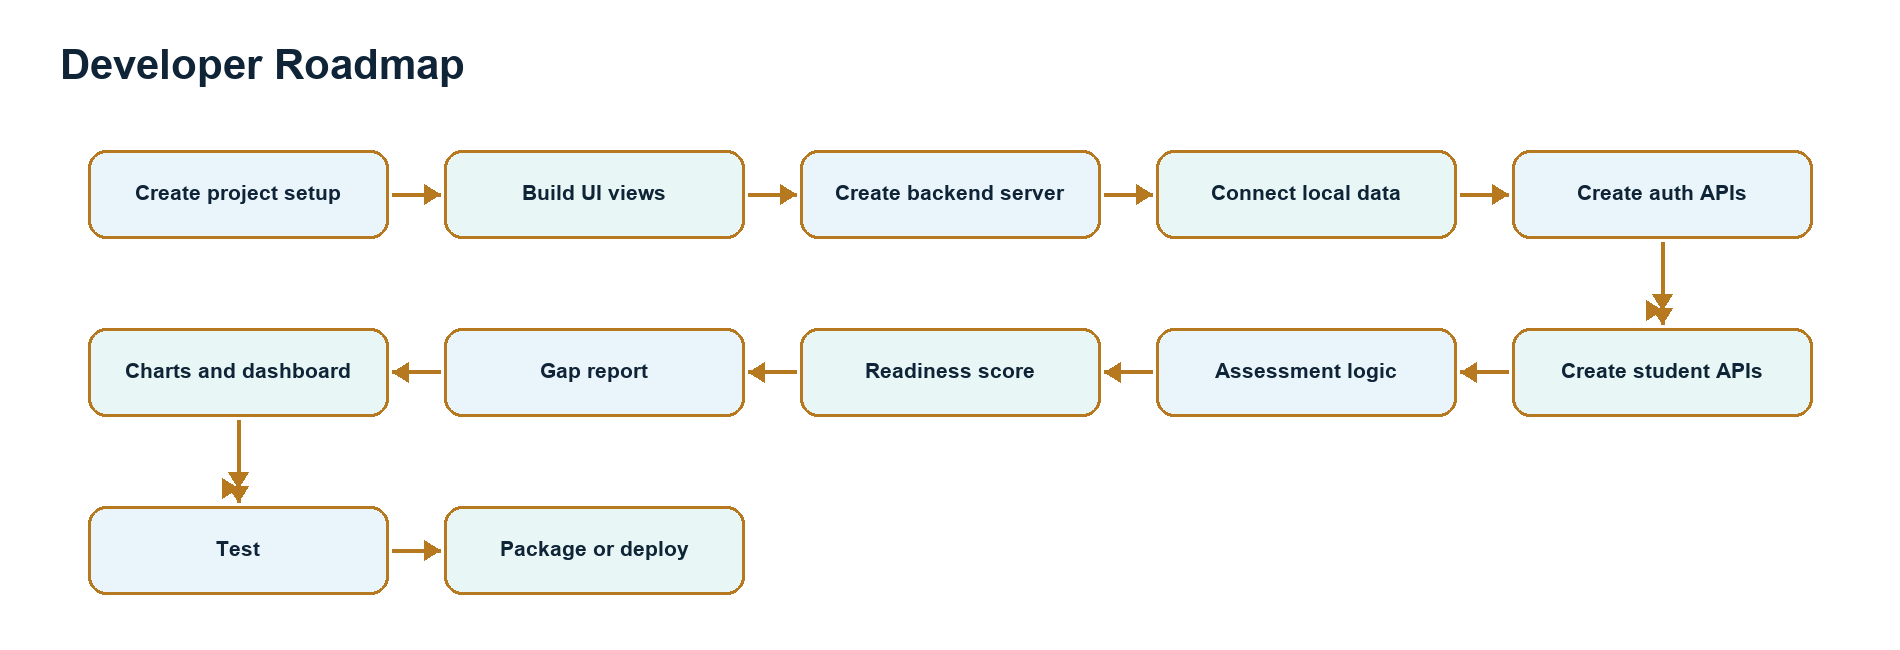 Developer Roadmap
Create project setup
Build UI views
Create backend server
Connect local data
Create auth APIs
Create student APIs
Assessment logic
Readiness score
Gap report
Charts and dashboard
Test
Package or deploy